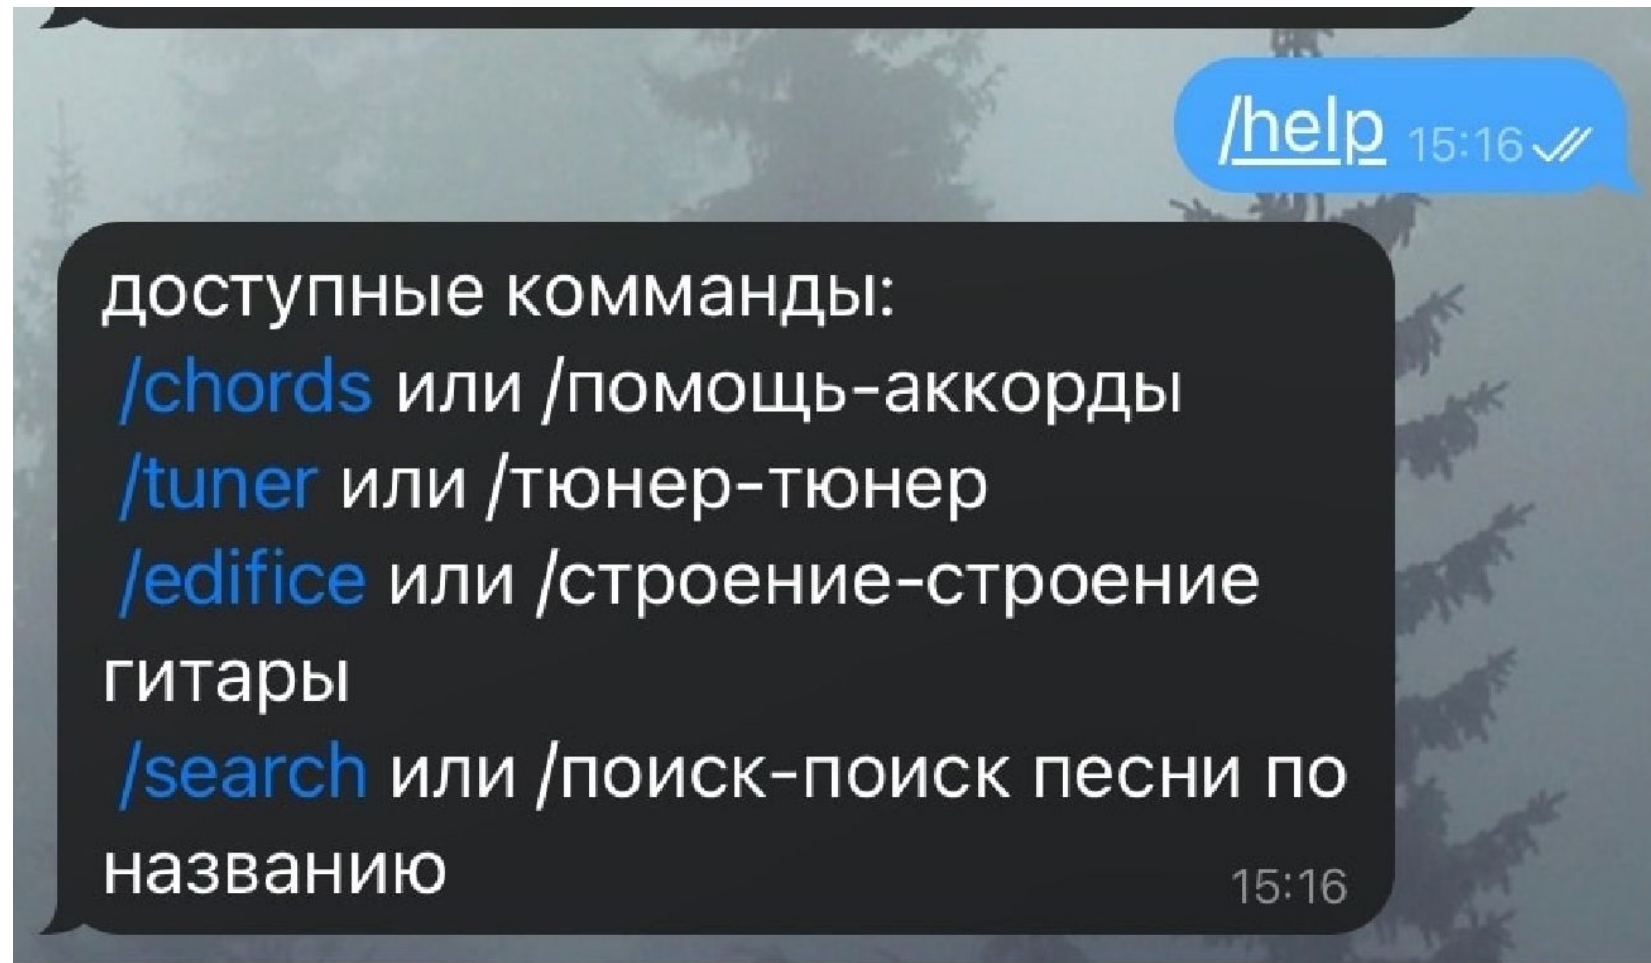 /help 15:16
доступные комманды:
/chords или /помощь-аккорды
/tuner или /тюнер-тюнер
/edifice или /строение-строение
гитары
/search или /поиск-поиск песни по
названию
15:16